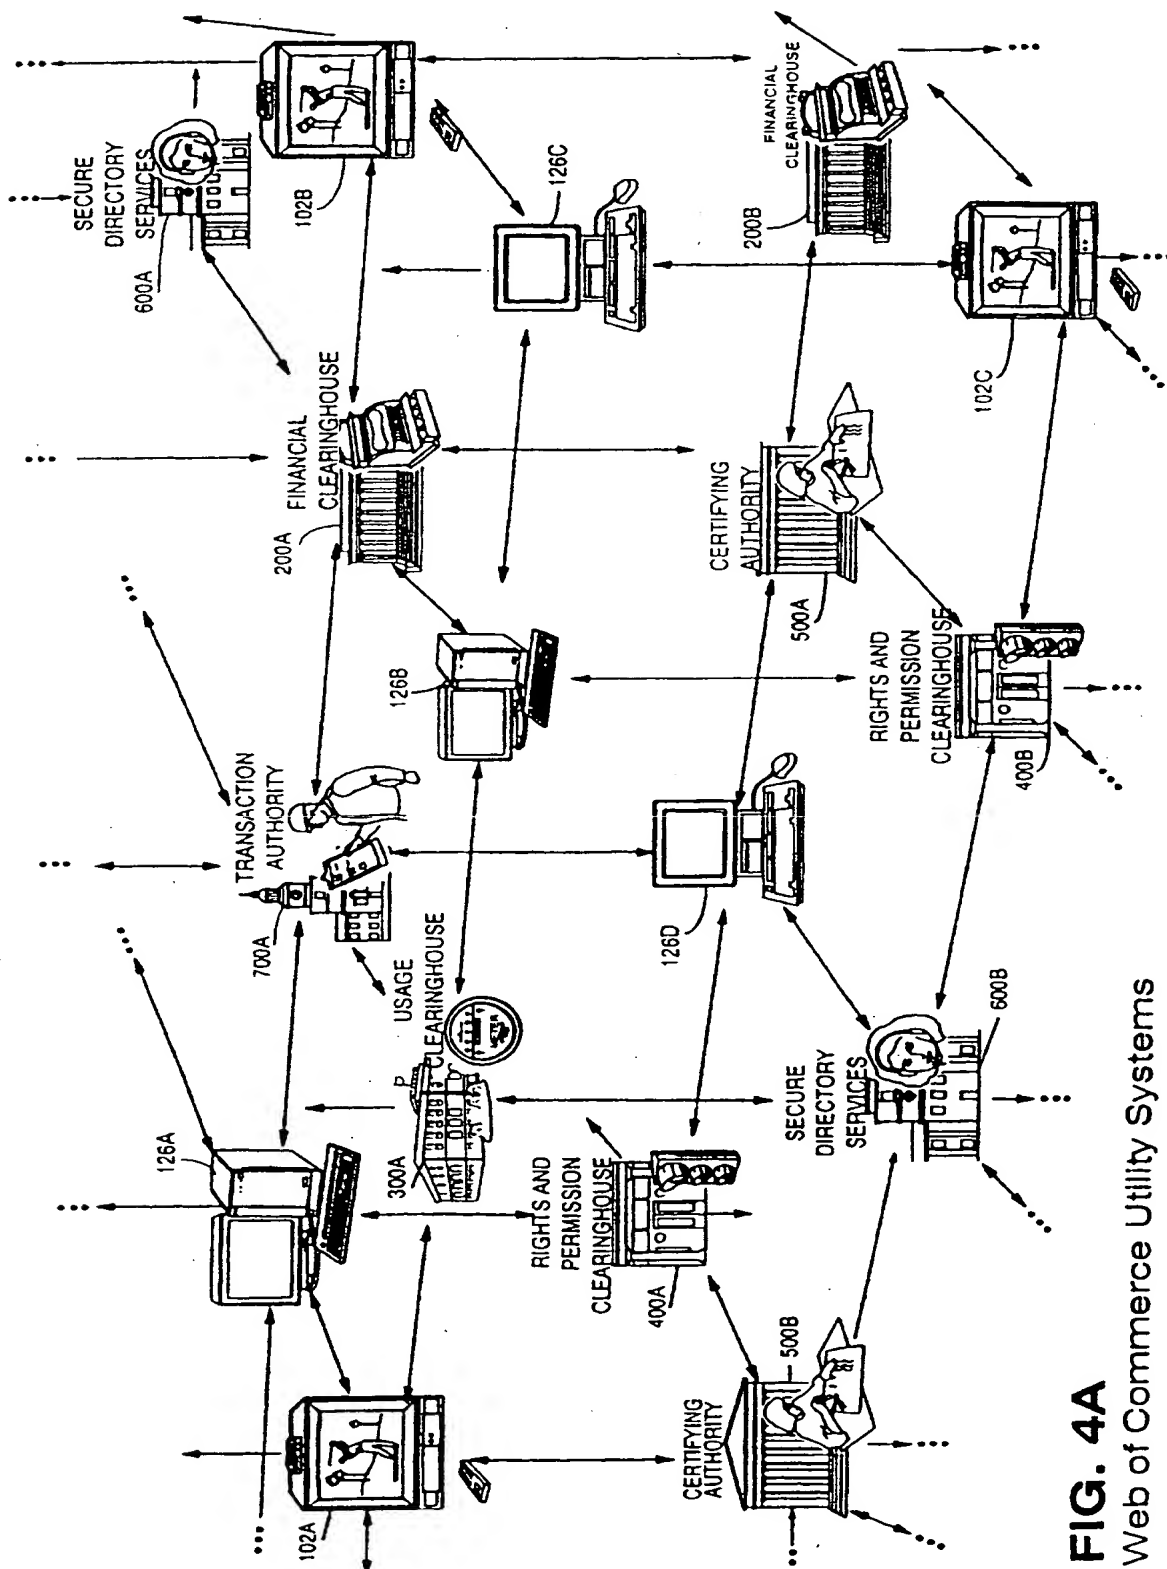 SECURE
DIRECTORY
SERVICES
600A
102B
126C
FINANCIAL
CLEARINGHOUSE
200B
102C
FINANCIAL
CLEARINGHOUSE
200A
126B
CERTIFYING
AUTHORITY
500A
RIGHTS AND
PERMISSION
CLEARINGHOUSE
400B
TRANSACTION
AUTHORITY
700A
126D
USAGE
CLEARINGHOUSE
METER
300A
126A
SECURE
DIRECTORY
SERVICES
600B
RIGHTS AND
PERMISSION
CLEARINGHOUSE
400A
102A
CERTIFYING
AUTHORITY
500B
FIG. 4A
Web of Commerce Utility Systems